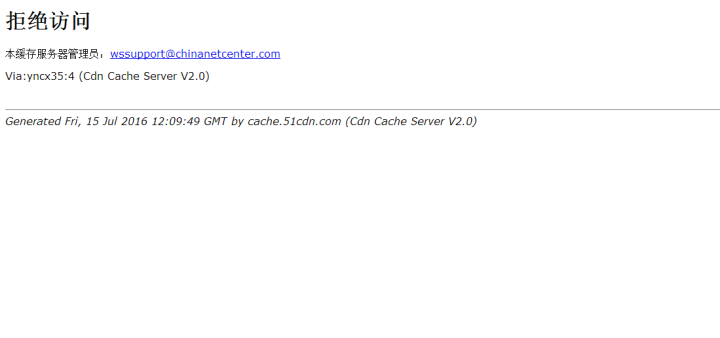 拒绝访问
本缓存服务器管理员：wssupport@chinanetcenter.com
Via:yncx35:4 (Cdn Cache Server V2.0)
Generated Fri, 15 Jul 2016 12:09:49 GMT by cache.51cdn.com (Cdn Cache Server V2.0)